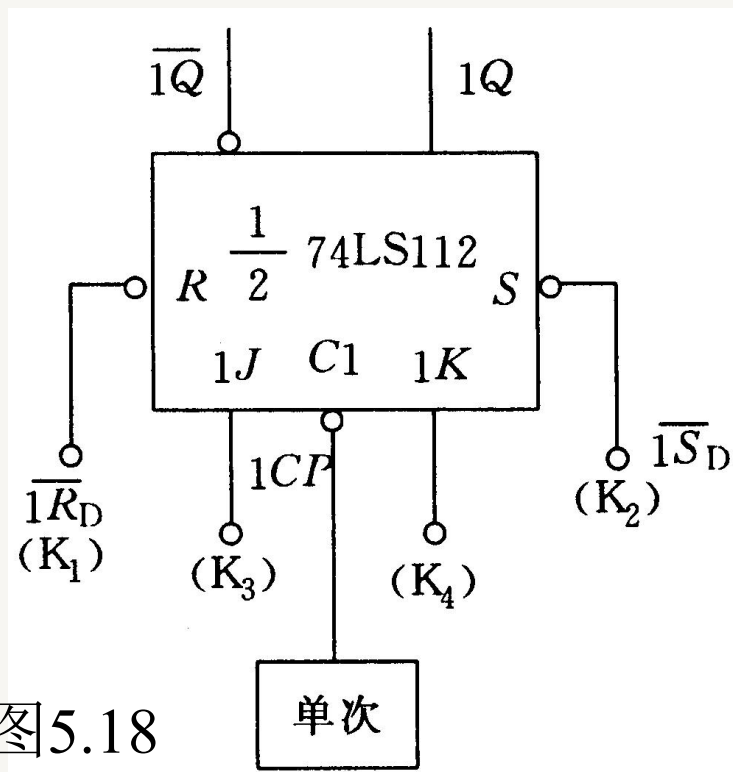 1Q̅ 1Q
R 1/2 74LS112 S
1J C1 1K
1R̅D (K1)
1CP
1S̅D (K2)
(K3)
(K4)
单次
图5.18